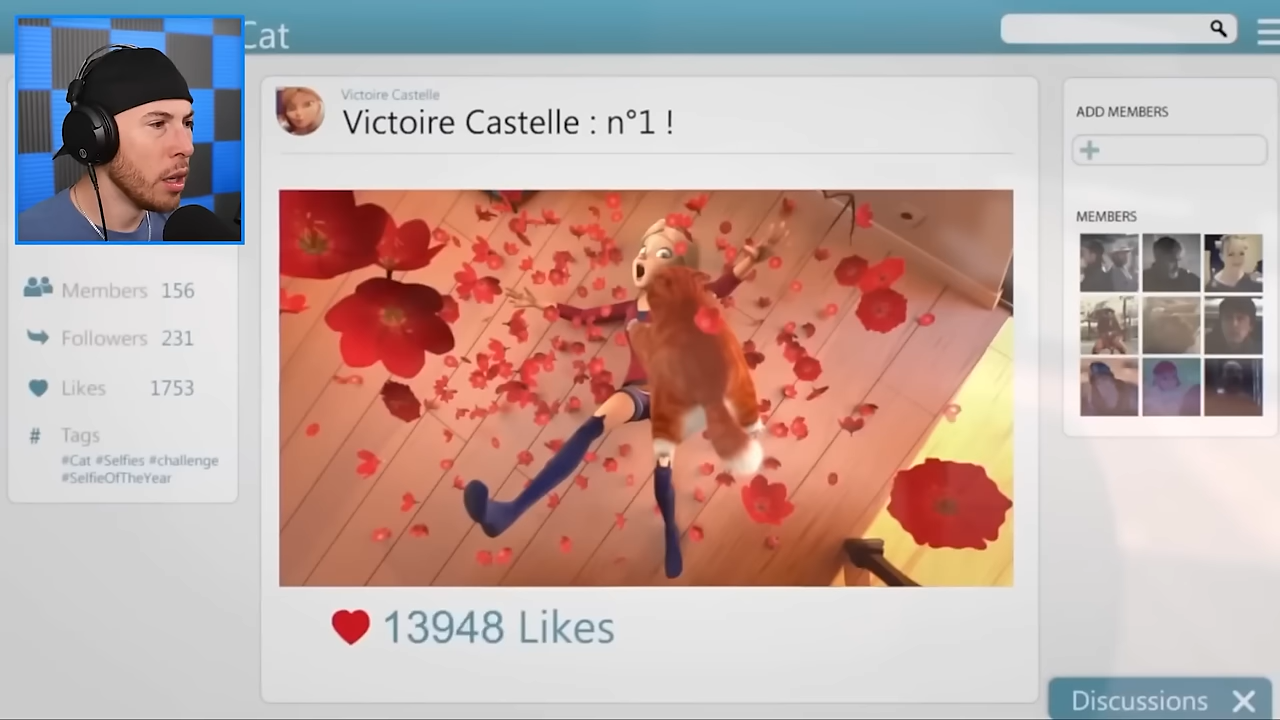 Cat
Victoire Castelle
Victoire Castelle : n°1 !
Members 156
Followers 231
Likes 1753
# Tags
#Cat #Selfies #challenge
#SelfieOfTheYear
13948 Likes
ADD MEMBERS
MEMBERS
Discussions